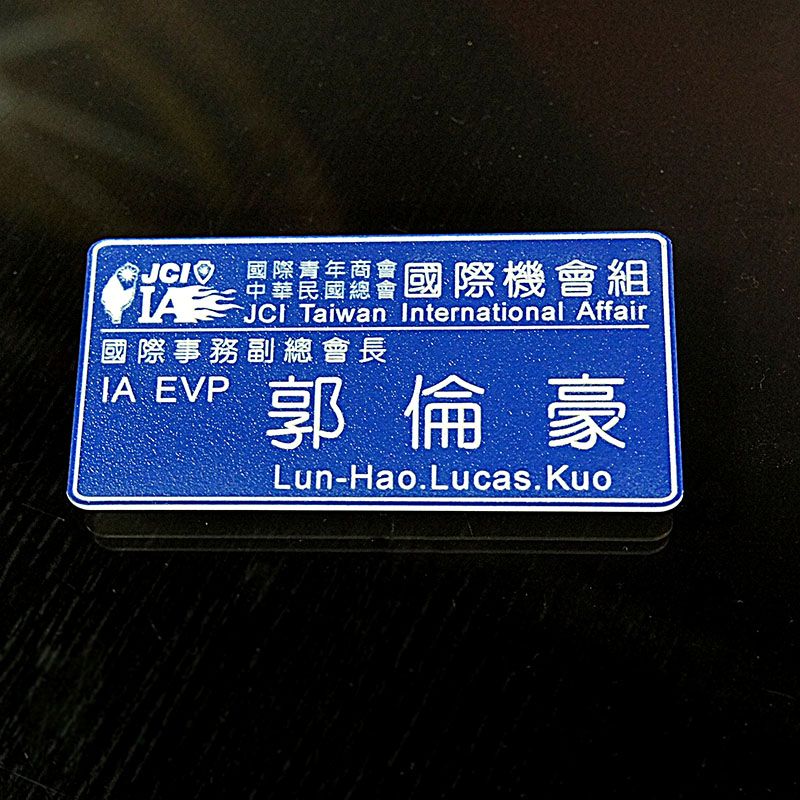 JCI
IA
國際青年商會
中華民國總會
國際機會組
JCI Taiwan International Affair
國際事務副總會長
IA EVP
郭倫豪
Lun-Hao.Lucas.Kuo